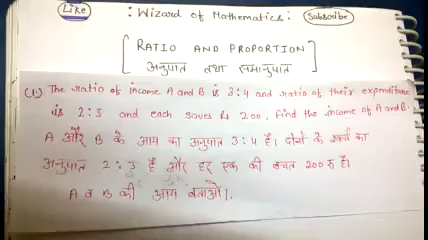 Like : Wizard of Mathematics : Subscribe
[ RATIO AND PROPORTION
अनुपात तथा समानुपात ]
(1) The ratio of income A and B is 3:4 and ratio of their expenditure
is 2:3 and each saves Rs 200, find the income of A and B.
A और B के आय का अनुपात 3:4 है। दोनों के खर्च का
अनुपात 2:3 है और हर एक की बचत 200 रु है।
A व B की आय बताओ।.